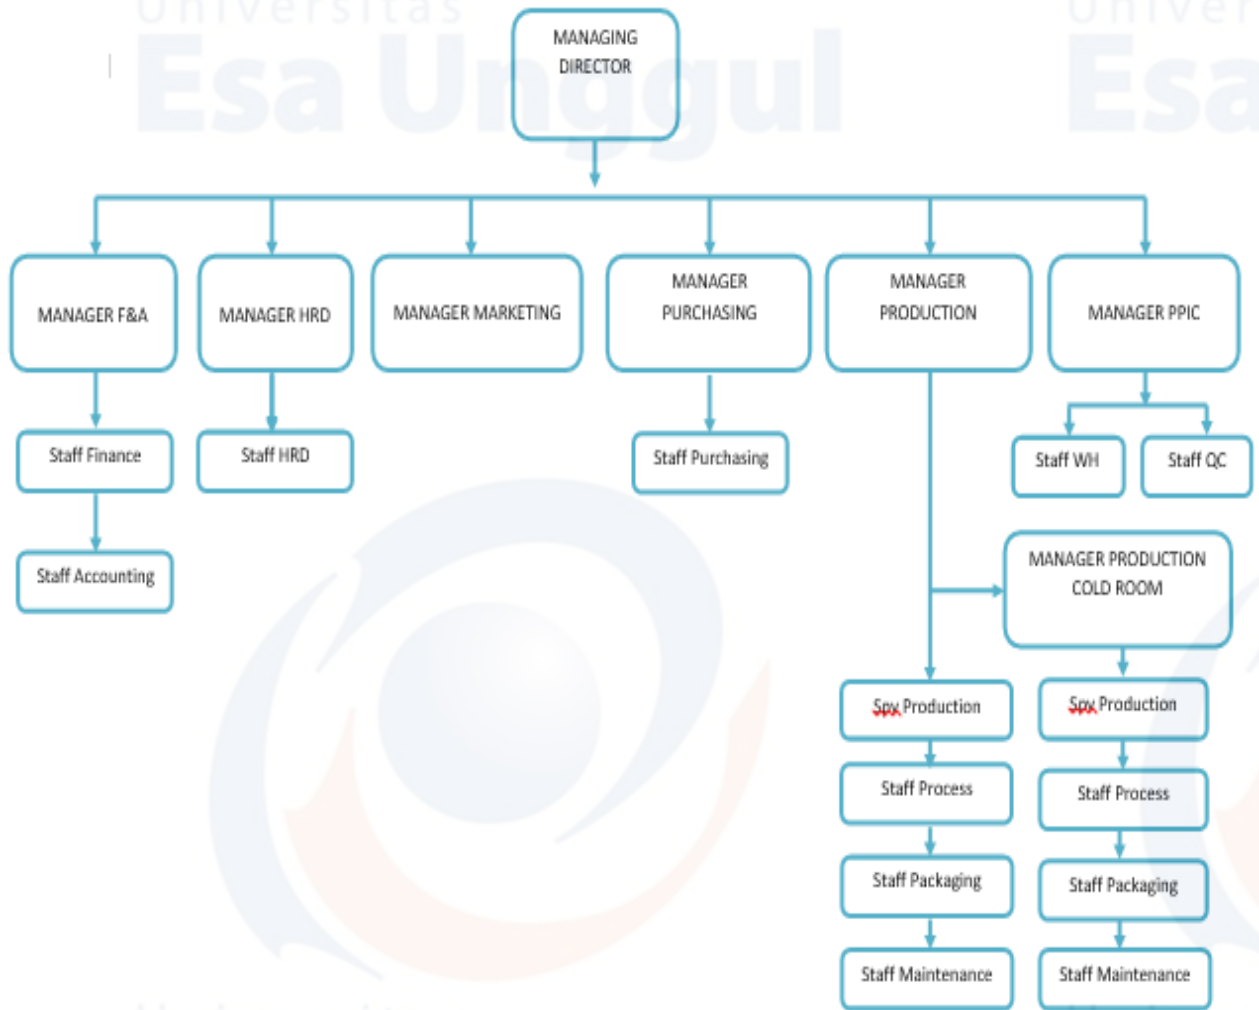 Universitas
Esa Unggul
Univer
Esa
MANAGING
DIRECTOR
MANAGER F&A
MANAGER HRD
MANAGER MARKETING
MANAGER
PURCHASING
MANAGER
PRODUCTION
MANAGER PPIC
Staff Finance
Staff HRD
Staff Purchasing
Staff WH
Staff QC
Staff Accounting
MANAGER PRODUCTION
COLD ROOM
Spv Production
Spv Production
Staff Process
Staff Process
Staff Packaging
Staff Packaging
Staff Maintenance
Staff Maintenance